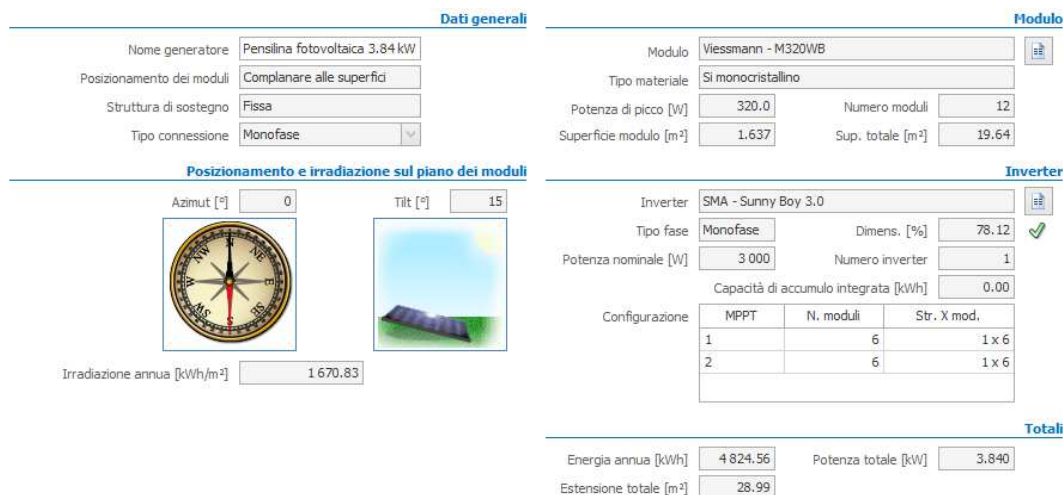 Dati generali
Nome generatore Pensilina fotovoltaica 3.84 kW
Posizionamento dei moduli Complanare alle superfici
Struttura di sostegno Fissa
Tipo connessione Monofase
Posizionamento e irradiazione sul piano dei moduli
Azimut [°] 0 Tilt [°] 15
N
NE
E
SE
S
SW
W
NW
Irradiazione annua [kWh/m²] 1 670.83
Modulo
Modulo Viessmann - M320WB
Tipo materiale Si monocristallino
Potenza di picco [W] 320.0 Numero moduli 12
Superficie modulo [m²] 1.637 Sup. totale [m²] 19.64
Inverter
Inverter SMA - Sunny Boy 3.0
Tipo fase Monofase Dimens. [%] 78.12
Potenza nominale [W] 3 000 Numero inverter 1
Capacità di accumulo integrata [kWh] 0.00
Configurazione MPPT N. moduli Str. X mod.
1 6 1 x 6
2 6 1 x 6
Totali
Energia annua [kWh] 4 824.56 Potenza totale [kW] 3.840
Estensione totale [m²] 28.99